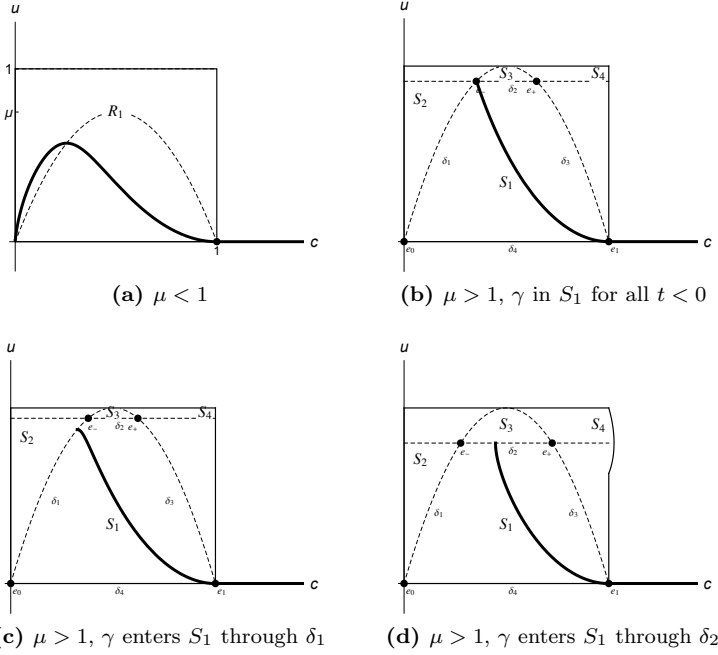 u
1
μ
R₁
1
c
(a) μ < 1
u
S₃
S₄
e₋
δ₂
e₊
S₂
δ₁
δ₃
S₁
e₀
δ₄
e₁
c
(b) μ > 1, γ in S₁ for all t < 0
u
S₃
S₄
e₋
δ₂
e₊
S₂
δ₁
δ₃
S₁
e₀
δ₄
e₁
c
c) μ > 1, γ enters S₁ through δ₁
u
S₃
S₄
S₂
e₋
δ₂
e₊
δ₁
δ₃
S₁
e₀
δ₄
e₁
c
(d) μ > 1, γ enters S₁ through δ₂